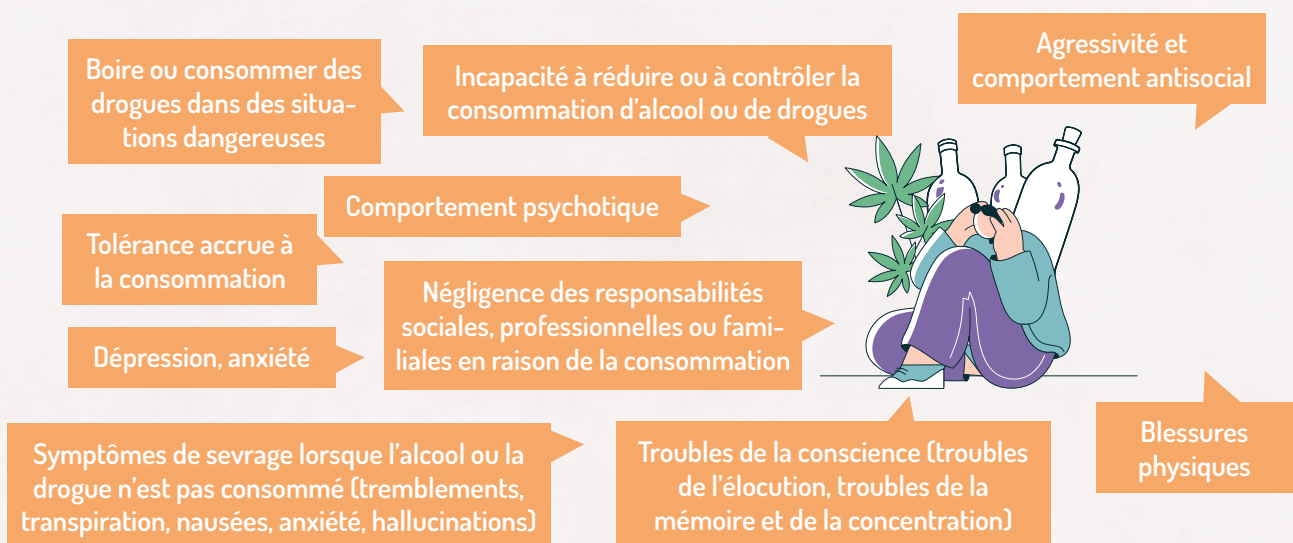 Boire ou consommer des
drogues dans des situa-
tions dangereuses
Incapacité à réduire ou à contrôler la
consommation d'alcool ou de drogues
Agressivité et
comportement antisocial
Comportement psychotique
Tolérance accrue à
la consommation
Négligence des responsabilités
sociales, professionnelles ou fami-
liales en raison de la consommation
Dépression, anxiété
Symptômes de sevrage lorsque l'alcool ou la
drogue n'est pas consommé (tremblements,
transpiration, nausées, anxiété, hallucinations)
Troubles de la conscience (troubles
de l'élocution, troubles de la
mémoire et de la concentration)
Blessures
physiques